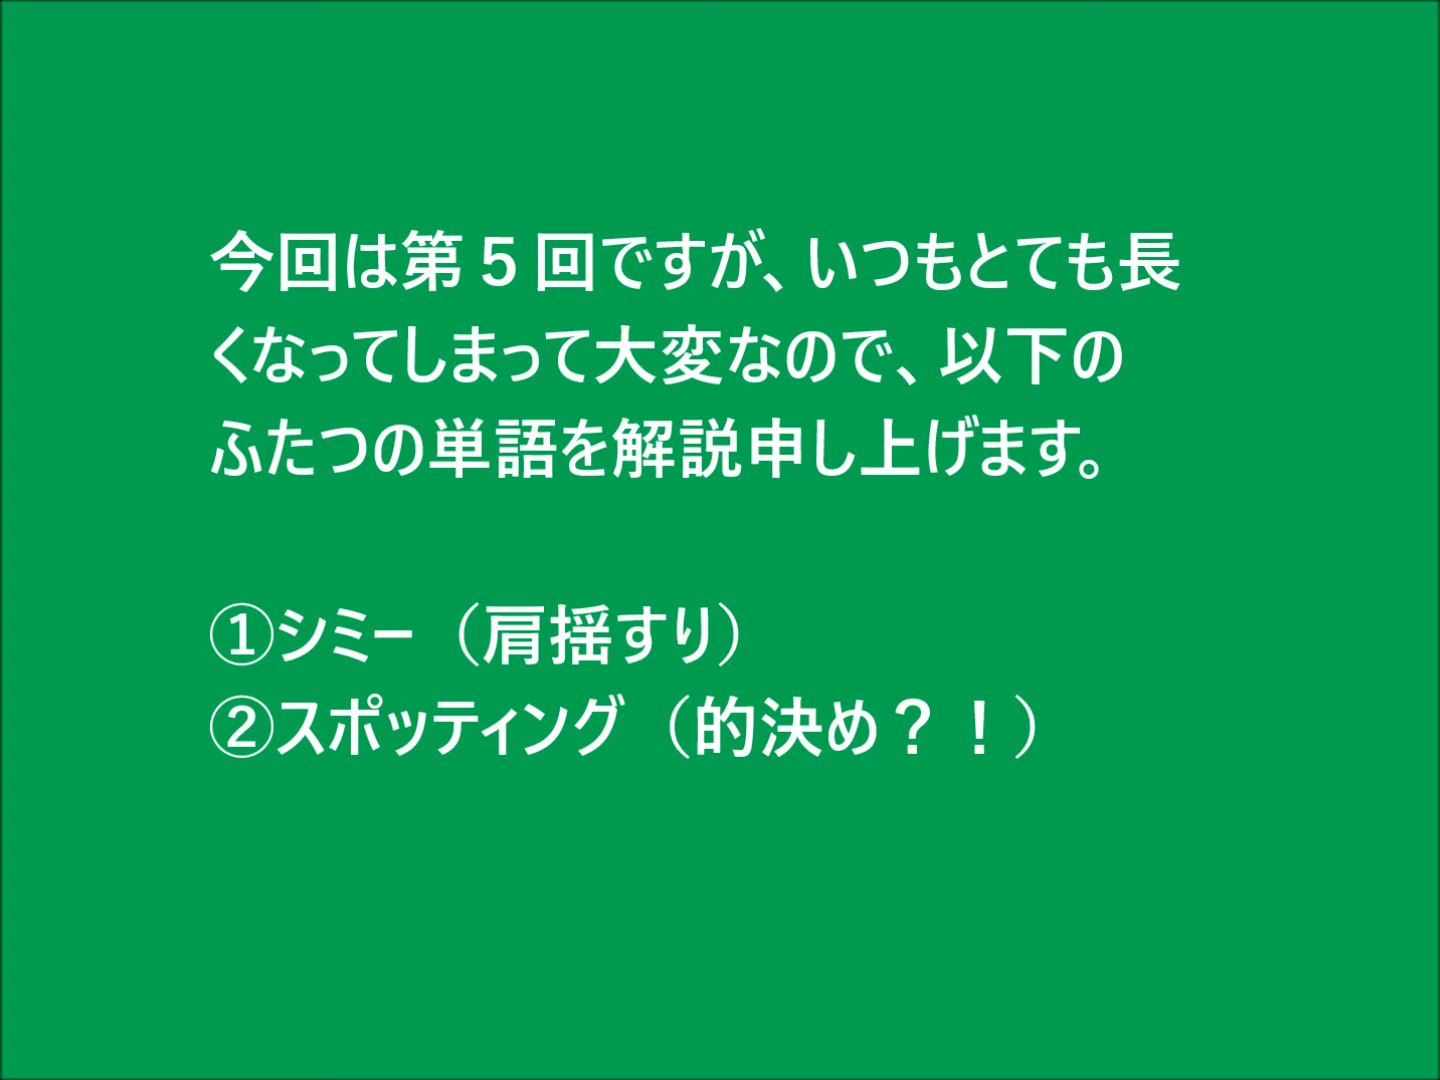 今回は第５回ですが、いつもとても長
くなってしまって大変なので、以下の
ふたつの単語を解説申し上げます。
①シミー（肩揺すり）
②スポッティング（的決め？！）